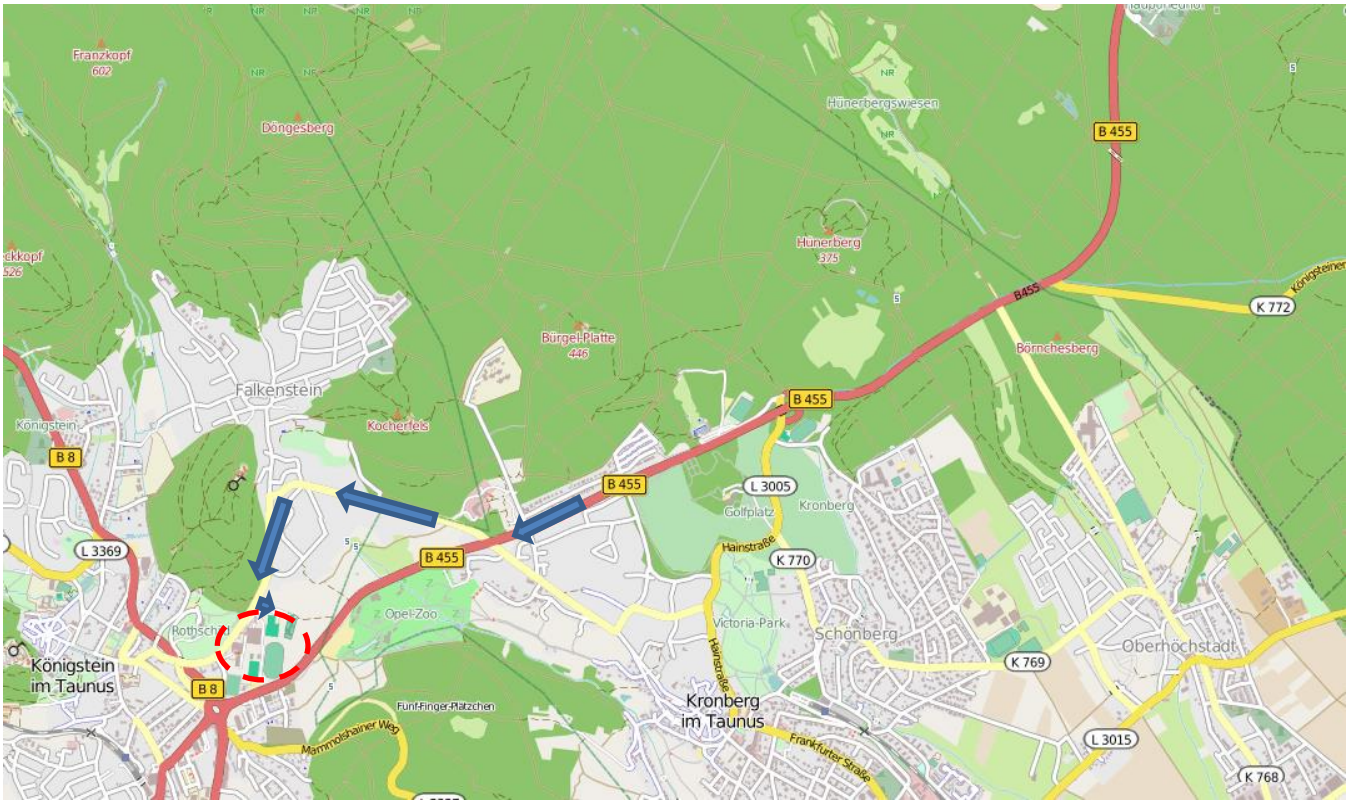 NR
NR
NR
Franzkopf
602
NR
NR
Döngesberg
NR
Hünerbergswiesen
NR
S
B 455
Hünerberg
375
eckkopf
526
S
B455
Königsteiner
K 772
Bürgel-Platte
446
Börnchesberg
Falkenstein
Kocherfels
Königstein
B 8
B 455
B 455
L 3005
Golfplatz
Kronberg
L 3369
S
S
B 455
Hainstraße
K 770
Opel-Zoo
Victoria-Park
Hainstraße
Schönberg
K 769
Oberhöchstadt
Königstein
im Taunus
B 8
S
Fünf-Finger-Plätzchen
Mammolshainer Weg
Kronberg
im Taunus
Frankfurter Straße
L 3015
K 768